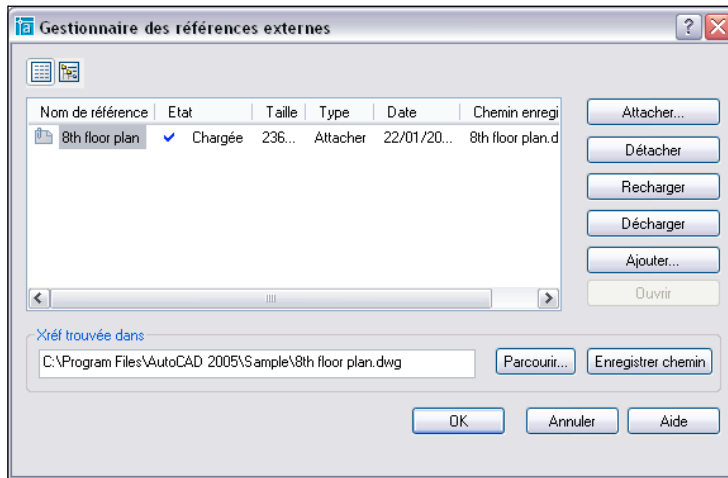 Gestionnaire des références externes
Nom de référence Etat Taille Type Date Chemin enregi
8th floor plan Chargée 236... Attacher 22/01/20... 8th floor plan.d
Attacher...
Détacher
Recharger
Décharger
Ajouter...
Ouvrir
Xréf trouvée dans
C:\Program Files\AutoCAD 2005\Sample\8th floor plan.dwg Parcourir... Enregistrer chemin
OK Annuler Aide